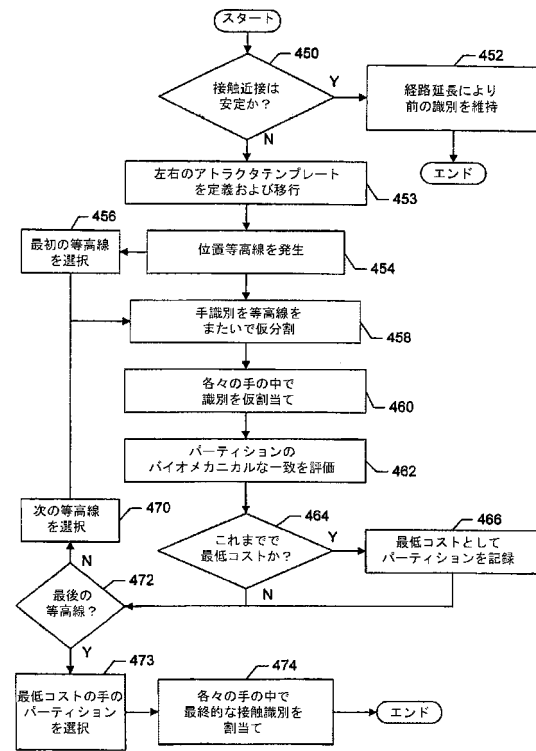 スタート
450
接触近接は
安定か?
Y
N
452
経路延長により
前の識別を維持
エンド
左右のアトラクタテンプレート
を定義および移行
453
456
最初の等高線
を選択
位置等高線を発生
454
手識別を等高線を
またいで仮分割
458
各々の手の中で
識別を仮割当て
460
パーティションの
バイオメカニカルな一致を評価
462
464
これまでで
最低コストか?
Y
N
466
最低コストとして
パーティションを記録
470
次の等高線
を選択
N
472
最後の
等高線?
Y
473
最低コストの手の
パーティション
を選択
474
各々の手の中で
最終的な接触識別を
割当て
エンド